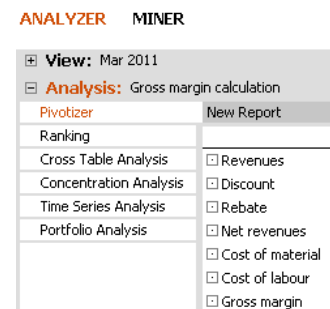 ANALYZER MINER
View: Mar 2011
Analysis: Gross margin calculation
Pivotizer
Ranking
Cross Table Analysis
Concentration Analysis
Time Series Analysis
Portfolio Analysis
New Report
Revenues
Discount
Rebate
Net revenues
Cost of material
Cost of labour
Gross margin